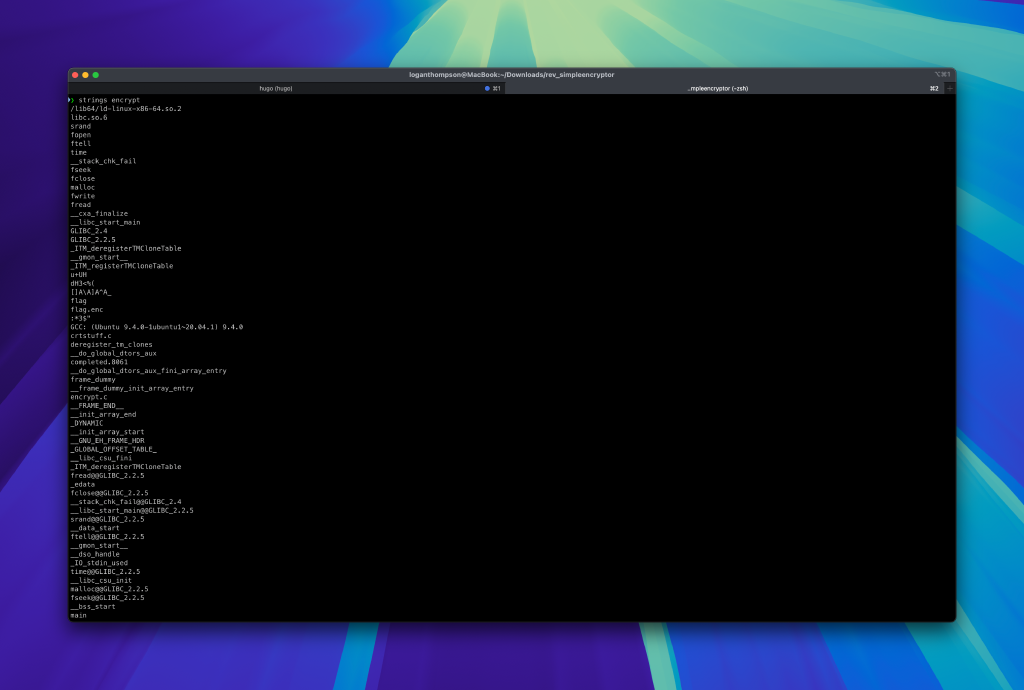 loganthompson@MacBook:~/Downloads/rev_simpleencryptor
⌥⌘1
hugo (hugo)
⌘1
..mpleencryptor (-zsh)
⌘2
strings encrypt
/lib64/ld-linux-x86-64.so.2
libc.so.6
srand
fopen
ftell
time
__stack_chk_fail
fseek
fclose
malloc
fwrite
fread
__cxa_finalize
__libc_start_main
GLIBC_2.4
GLIBC_2.2.5
_ITM_deregisterTMCloneTable
__gmon_start__
_ITM_registerTMCloneTable
u+UH
dH3<%(
[]A\A]A^A_
flag
flag.enc
:*3$"
GCC: (Ubuntu 9.4.0-1ubuntu1~20.04.1) 9.4.0
crtstuff.c
deregister_tm_clones
__do_global_dtors_aux
completed.8061
__do_global_dtors_aux_fini_array_entry
frame_dummy
__frame_dummy_init_array_entry
encrypt.c
__FRAME_END__
__init_array_end
_DYNAMIC
__init_array_start
__GNU_EH_FRAME_HDR
_GLOBAL_OFFSET_TABLE_
__libc_csu_fini
_ITM_deregisterTMCloneTable
fread@@GLIBC_2.2.5
_edata
fclose@@GLIBC_2.2.5
__stack_chk_fail@@GLIBC_2.4
__libc_start_main@@GLIBC_2.2.5
srand@@GLIBC_2.2.5
__data_start
ftell@@GLIBC_2.2.5
__gmon_start__
__dso_handle
_IO_stdin_used
time@@GLIBC_2.2.5
__libc_csu_init
malloc@@GLIBC_2.2.5
fseek@@GLIBC_2.2.5
__bss_start
main